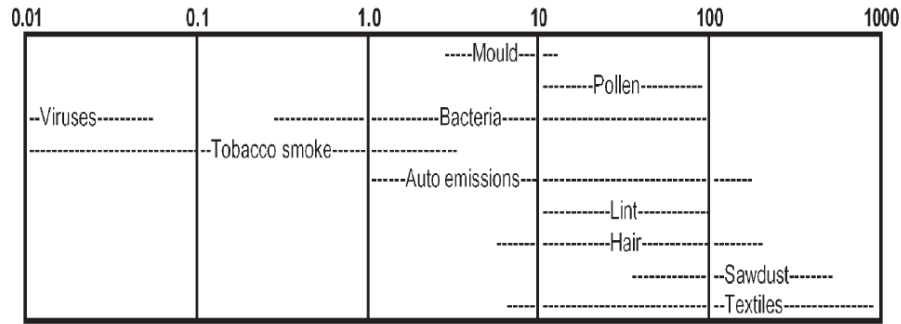 0.01 0.1 1.0 10 100 1000
Mould
Pollen
Viruses Bacteria
Tobacco smoke
Auto emissions
Lint
Hair
Sawdust
Textiles